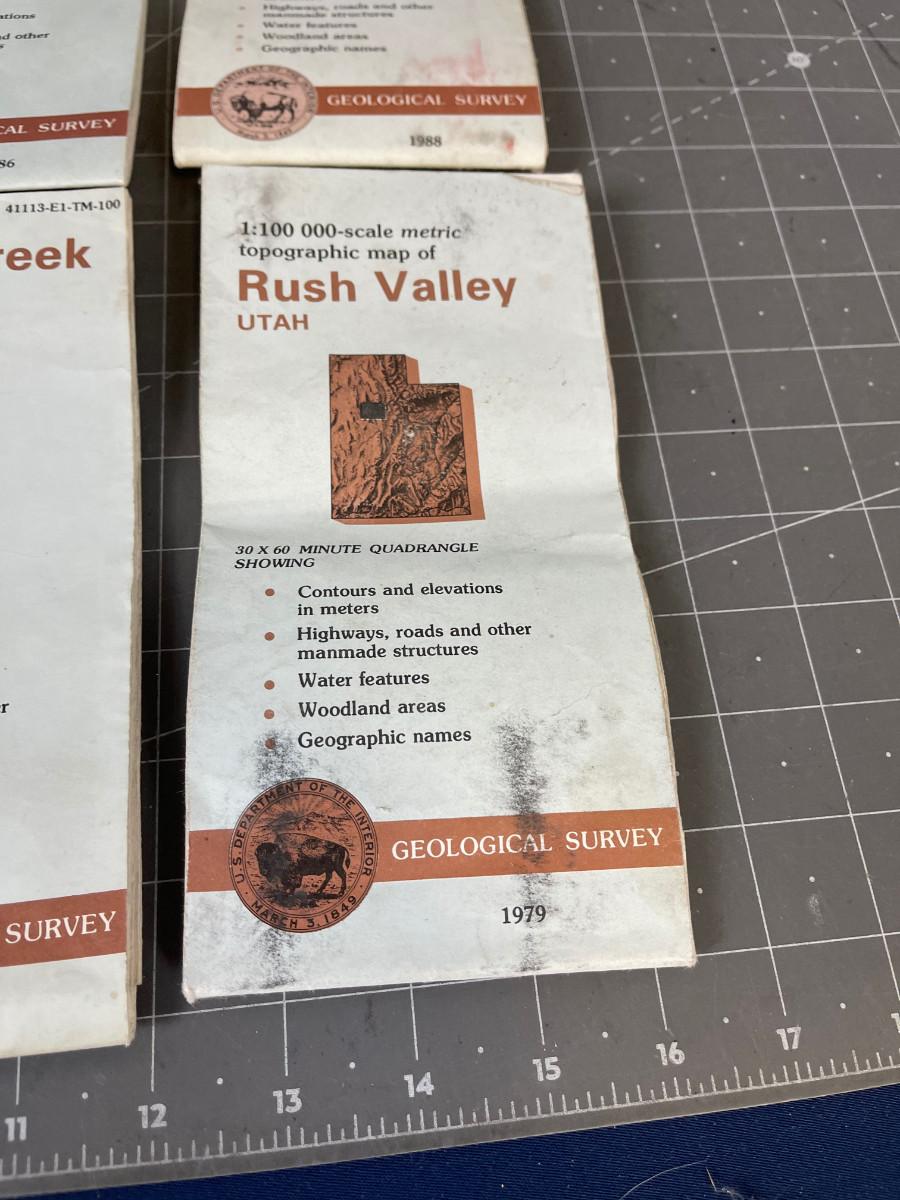 ations
d other
s
CAL SURVEY
86
Highways, roads and other
manmade structures
Water features
Woodland areas
Geographic names
U.S. DEPARTMENT OF THE INTERIOR
GEOLOGICAL SURVEY
1988
41113-E1-TM-100
reek
r
SURVEY
1:100 000-scale metric
topographic map of
Rush Valley
UTAH
30 X 60 MINUTE QUADRANGLE
SHOWING
Contours and elevations
in meters
Highways, roads and other
manmade structures
Water features
Woodland areas
Geographic names
U.S. DEPARTMENT OF THE INTERIOR
MARCH 3, 1849
GEOLOGICAL SURVEY
1979
11 12 13 14 15 16 17